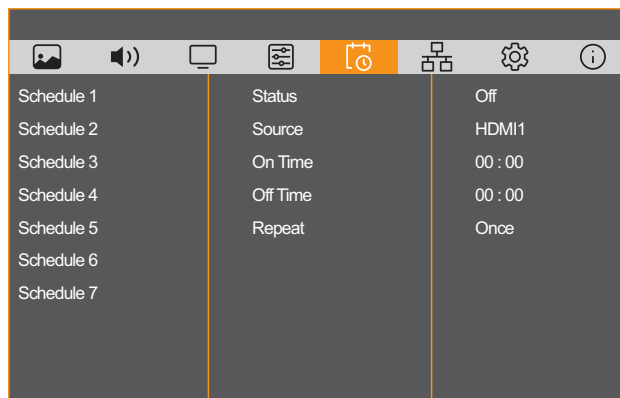 Schedule 1
Schedule 2
Schedule 3
Schedule 4
Schedule 5
Schedule 6
Schedule 7
Status
Source
On Time
Off Time
Repeat
Off
HDMI1
00 : 00
00 : 00
Once